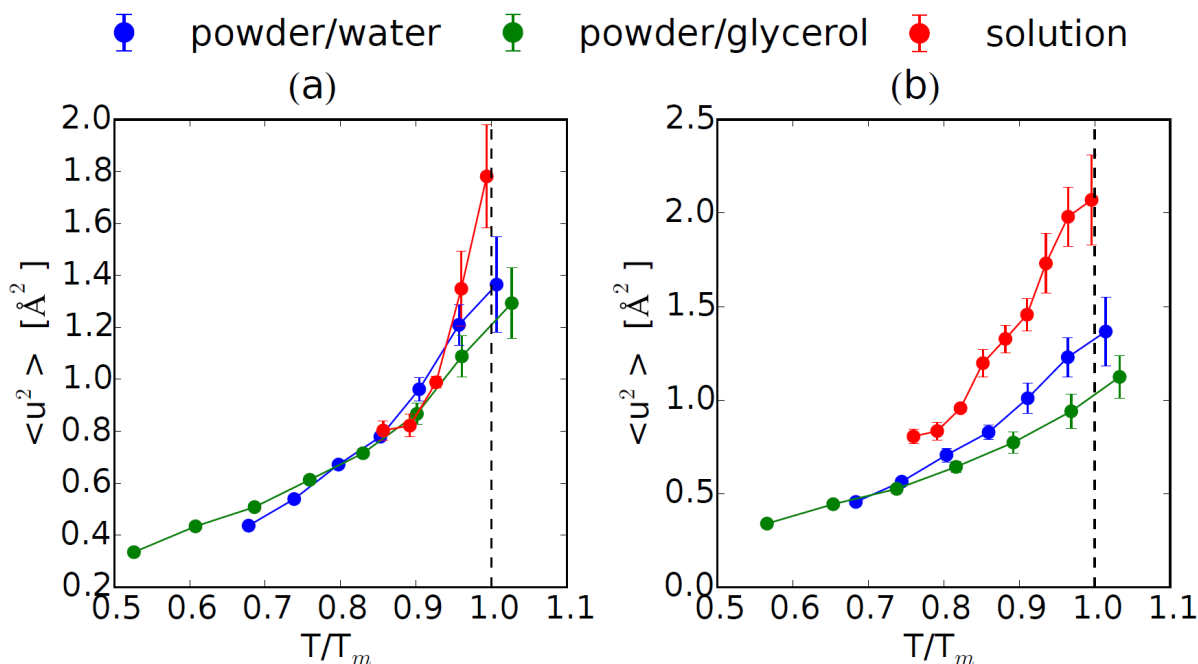 powder/water powder/glycerol solution
(a) (b)
2.0
1.8
1.6
1.4
1.2
1.0
0.8
0.6
0.4
0.2
<u² > [Å²]
0.5 0.6 0.7 0.8 0.9 1.0 1.1
T/Tₘ
2.5
2.0
1.5
1.0
0.5
0.0
<u² > [Å²]
0.5 0.6 0.7 0.8 0.9 1.0 1.1
T/Tₘ